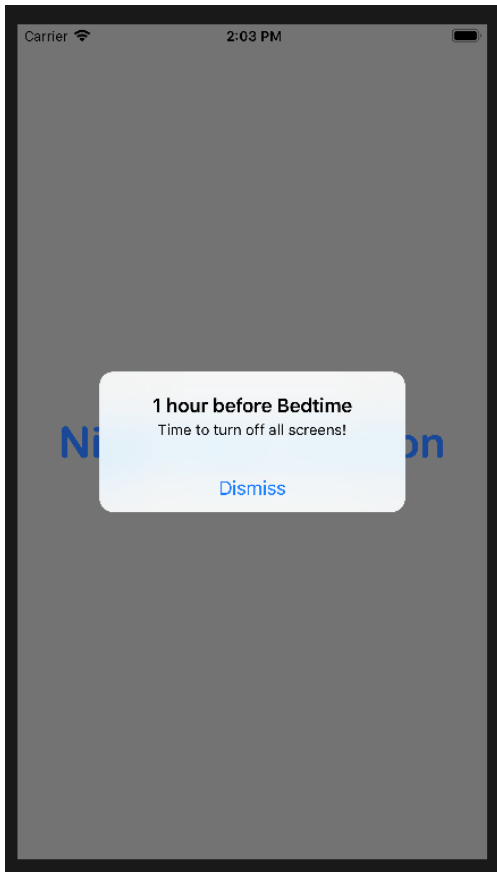 Carrier 2:03 PM
1 hour before Bedtime
Time to turn off all screens!
Dismiss